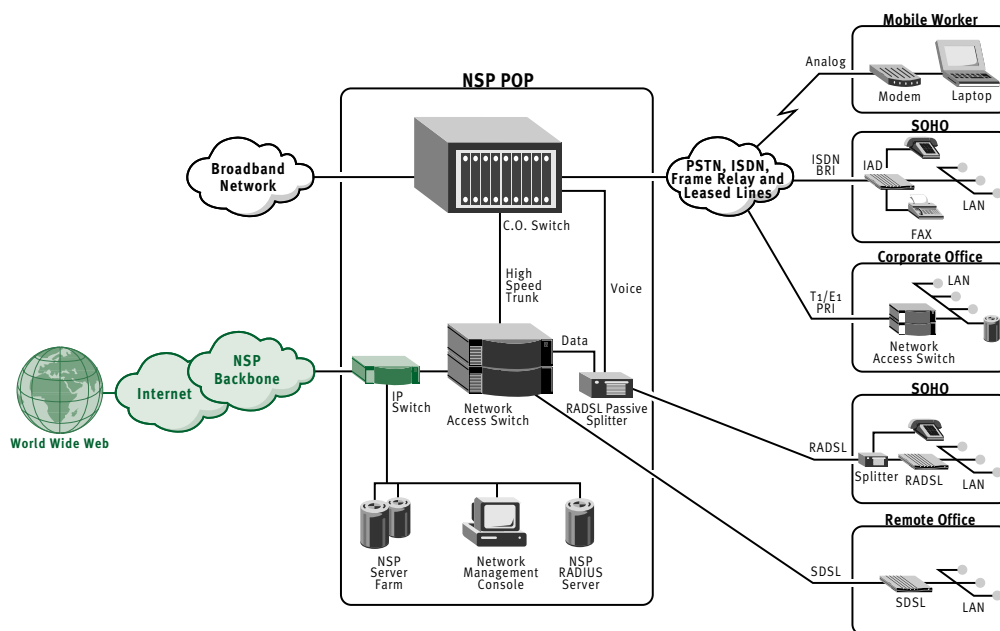 Mobile Worker
Analog
Modem
Laptop
NSP POP
SOHO
Broadband
Network
PSTN, ISDN,
Frame Relay and
Leased Lines
ISDN
BRI
IAD
LAN
FAX
C.O. Switch
Corporate Office
High
Speed
Trunk
Voice
T1/E1
PRI
LAN
Network
Access Switch
Data
NSP
Backbone
Internet
World Wide Web
IP
Switch
Network
Access Switch
RADSL Passive
Splitter
SOHO
RADSL
Splitter
RADSL
LAN
Remote Office
NSP
Server
Farm
Network
Management
Console
NSP
RADIUS
Server
SDSL
SDSL
LAN